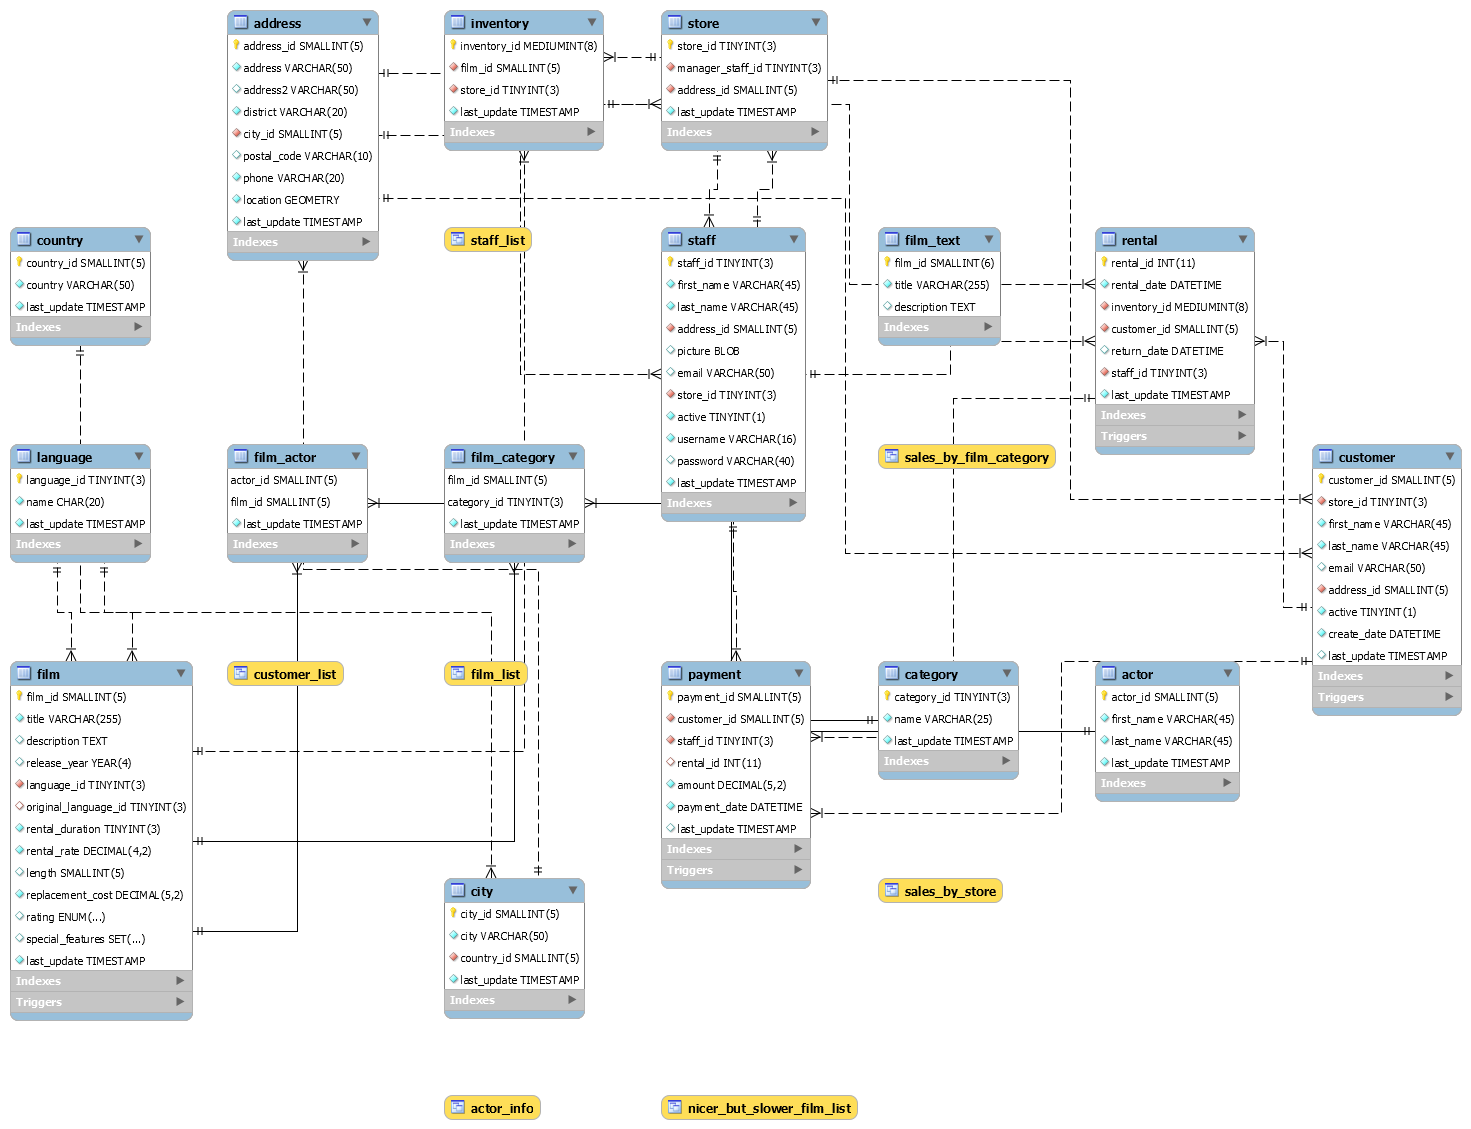 address
address_id SMALLINT(5)
address VARCHAR(50)
address2 VARCHAR(50)
district VARCHAR(20)
city_id SMALLINT(5)
postal_code VARCHAR(10)
phone VARCHAR(20)
location GEOMETRY
last_update TIMESTAMP
Indexes
inventory
inventory_id MEDIUMINT(8)
film_id SMALLINT(5)
store_id TINYINT(3)
last_update TIMESTAMP
Indexes
store
store_id TINYINT(3)
manager_staff_id TINYINT(3)
address_id SMALLINT(5)
last_update TIMESTAMP
Indexes
country
country_id SMALLINT(5)
country VARCHAR(50)
last_update TIMESTAMP
Indexes
staff_list
staff
staff_id TINYINT(3)
first_name VARCHAR(45)
last_name VARCHAR(45)
address_id SMALLINT(5)
picture BLOB
email VARCHAR(50)
store_id TINYINT(3)
active TINYINT(1)
username VARCHAR(16)
password VARCHAR(40)
last_update TIMESTAMP
Indexes
film_text
film_id SMALLINT(6)
title VARCHAR(255)
description TEXT
Indexes
rental
rental_id INT(11)
rental_date DATETIME
inventory_id MEDIUMINT(8)
customer_id SMALLINT(5)
return_date DATETIME
staff_id TINYINT(3)
last_update TIMESTAMP
Indexes
Triggers
language
language_id TINYINT(3)
name CHAR(20)
last_update TIMESTAMP
Indexes
film_actor
actor_id SMALLINT(5)
film_id SMALLINT(5)
last_update TIMESTAMP
Indexes
film_category
film_id SMALLINT(5)
category_id TINYINT(3)
last_update TIMESTAMP
Indexes
sales_by_film_category
customer
customer_id SMALLINT(5)
store_id TINYINT(3)
first_name VARCHAR(45)
last_name VARCHAR(45)
email VARCHAR(50)
address_id SMALLINT(5)
active TINYINT(1)
create_date DATETIME
last_update TIMESTAMP
Indexes
Triggers
film
film_id SMALLINT(5)
title VARCHAR(255)
description TEXT
release_year YEAR(4)
language_id TINYINT(3)
original_language_id TINYINT(3)
rental_duration TINYINT(3)
rental_rate DECIMAL(4,2)
length SMALLINT(5)
replacement_cost DECIMAL(5,2)
rating ENUM(...)
special_features SET(...)
last_update TIMESTAMP
Indexes
Triggers
customer_list
film_list
payment
payment_id SMALLINT(5)
customer_id SMALLINT(5)
staff_id TINYINT(3)
rental_id INT(11)
amount DECIMAL(5,2)
payment_date DATETIME
last_update TIMESTAMP
Indexes
Triggers
category
category_id TINYINT(3)
name VARCHAR(25)
last_update TIMESTAMP
Indexes
actor
actor_id SMALLINT(5)
first_name VARCHAR(45)
last_name VARCHAR(45)
last_update TIMESTAMP
Indexes
city
city_id SMALLINT(5)
city VARCHAR(50)
country_id SMALLINT(5)
last_update TIMESTAMP
Indexes
sales_by_store
actor_info
nicer_but_slower_film_list